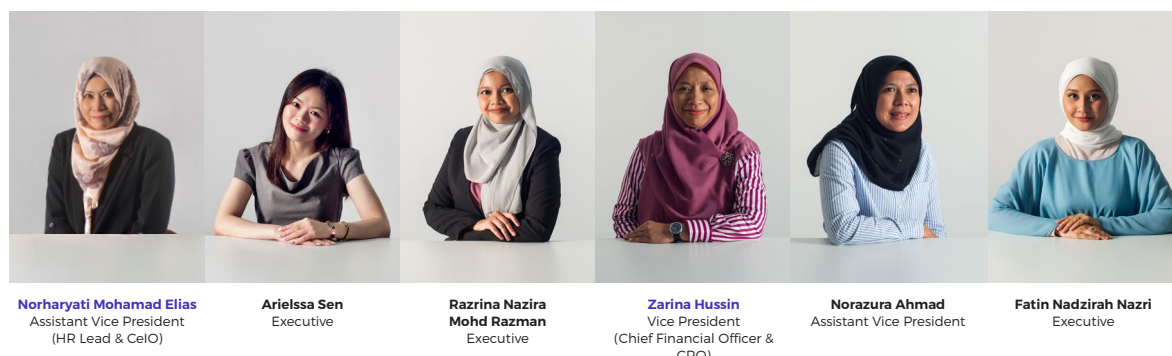 Norharyati Mohamad Elias
Assistant Vice President
(HR Lead & CeIO)
Arielssa Sen
Executive
Razrina Nazira
Mohd Razman
Executive
Zarina Hussin
Vice President
(Chief Financial Officer &
Norazura Ahmad
Assistant Vice President
Fatin Nadzirah Nazri
Executive